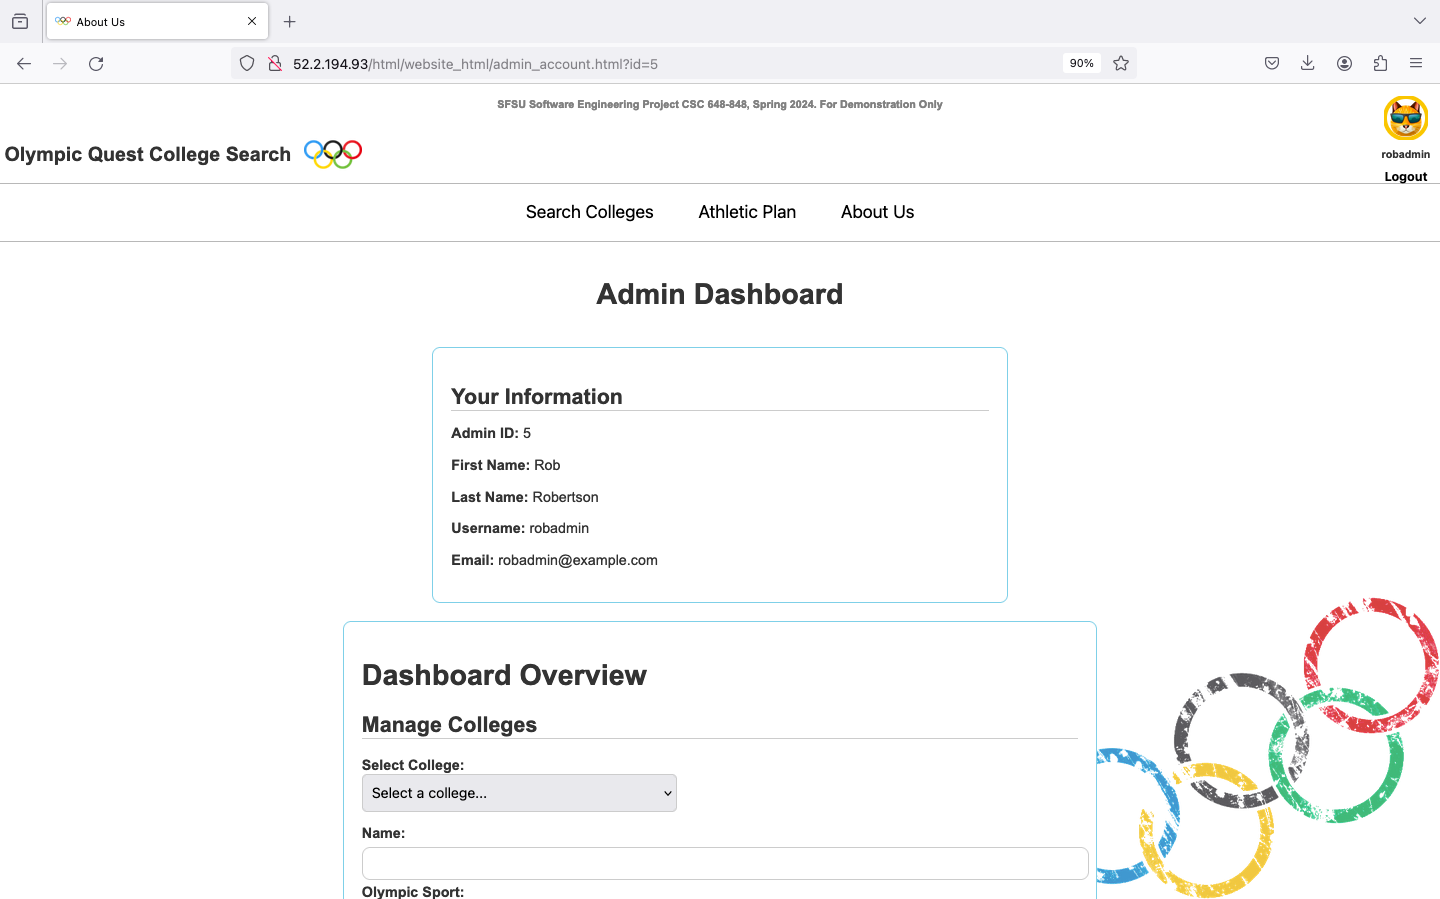 About Us
52.2.194.93/html/website_html/admin_account.html?id=5
90%
SFSU Software Engineering Project CSC 648-848, Spring 2024. For Demonstration Only
Olympic Quest College Search
robadmin
Logout
Search Colleges
Athletic Plan
About Us
Admin Dashboard
Your Information
Admin ID: 5
First Name: Rob
Last Name: Robertson
Username: robadmin
Email: robadmin@example.com
Dashboard Overview
Manage Colleges
Select College:
Select a college...
Name:
Olympic Sport: